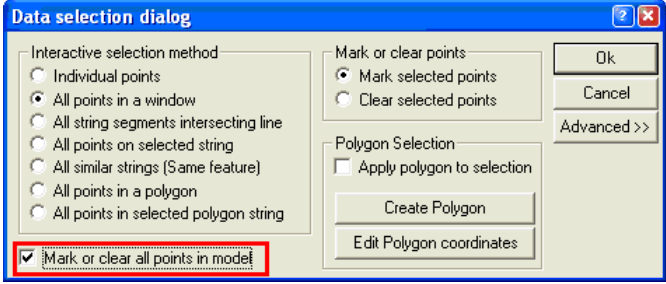 Data selection dialog
Interactive selection method
Individual points
All points in a window
All string segments intersecting line
All points on selected string
All similar strings (Same feature)
All points in a polygon
All points in selected polygon string
Mark or clear all points in model
Mark or clear points
Mark selected points
Clear selected points
Polygon Selection
Apply polygon to selection
Create Polygon
Edit Polygon coordinates
Ok
Cancel
Advanced >>